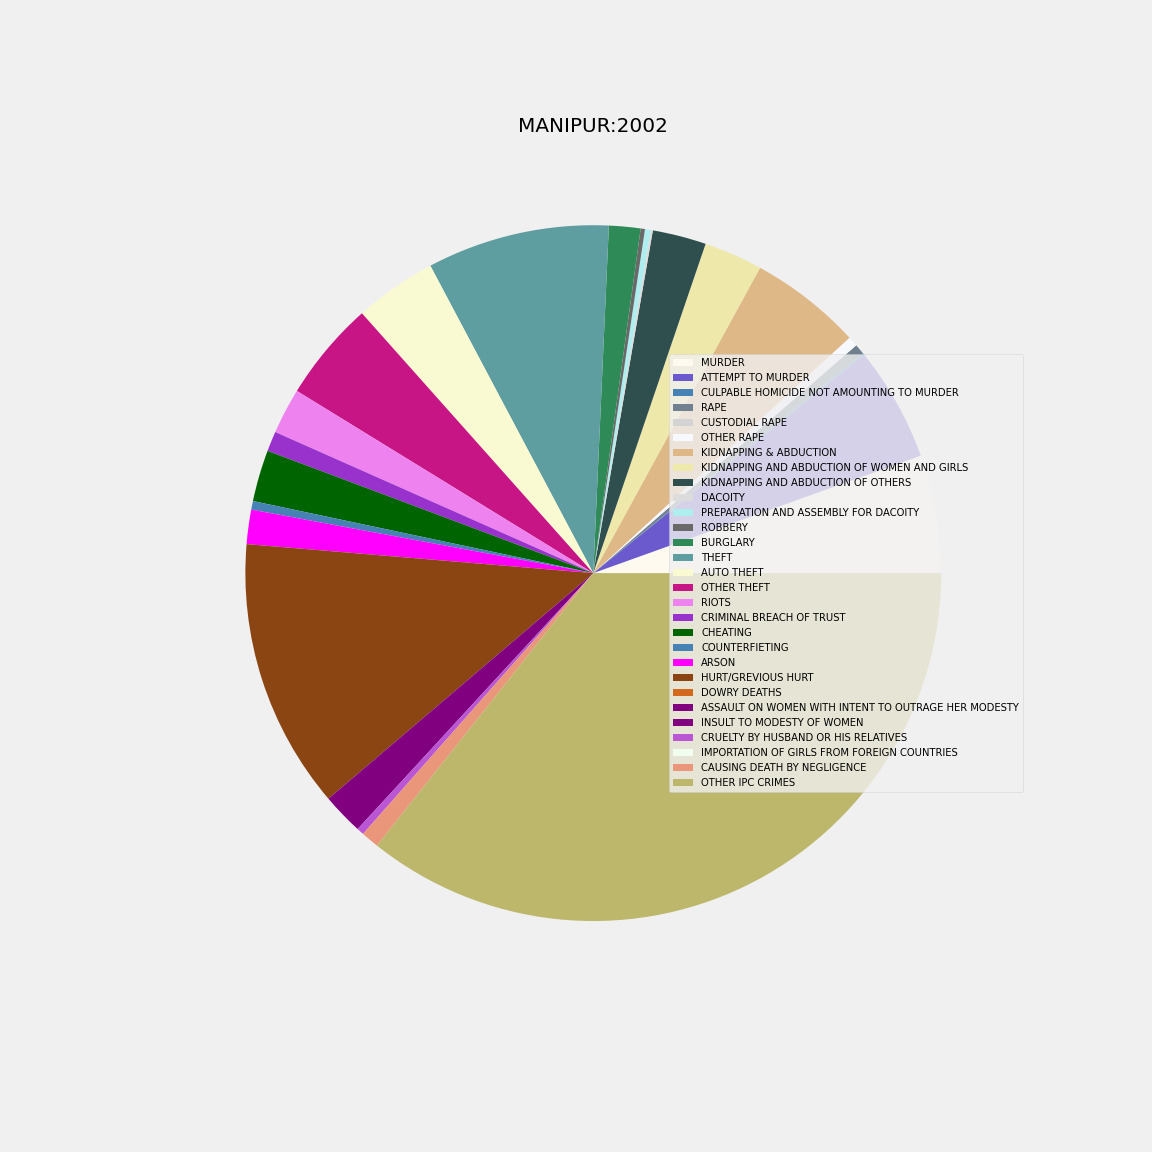 MANIPUR:2002
MURDER
ATTEMPT TO MURDER
CULPABLE HOMICIDE NOT AMOUNTING TO MURDER
RAPE
CUSTODIAL RAPE
OTHER RAPE
KIDNAPPING & ABDUCTION
KIDNAPPING AND ABDUCTION OF WOMEN AND GIRLS
KIDNAPPING AND ABDUCTION OF OTHERS
DACOITY
PREPARATION AND ASSEMBLY FOR DACOITY
ROBBERY
BURGLARY
THEFT
AUTO THEFT
OTHER THEFT
RIOTS
CRIMINAL BREACH OF TRUST
CHEATING
COUNTERFIETING
ARSON
HURT/GREVIOUS HURT
DOWRY DEATHS
ASSAULT ON WOMEN WITH INTENT TO OUTRAGE HER MODESTY
INSULT TO MODESTY OF WOMEN
CRUELTY BY HUSBAND OR HIS RELATIVES
IMPORTATION OF GIRLS FROM FOREIGN COUNTRIES
CAUSING DEATH BY NEGLIGENCE
OTHER IPC CRIMES